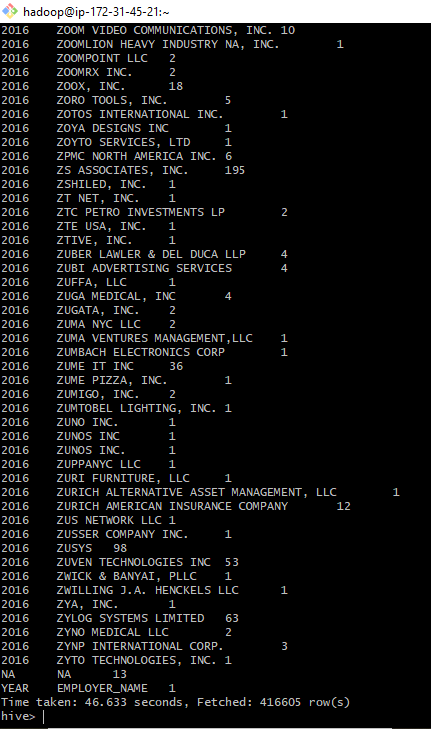 hadoop@ip-172-31-45-21:~
2016 ZOOM VIDEO COMMUNICATIONS, INC. 10
2016 ZOOMLION HEAVY INDUSTRY NA, INC. 1
2016 ZOOMPOINT LLC 2
2016 ZOOMRX INC. 2
2016 ZOOX, INC. 18
2016 ZORO TOOLS, INC. 5
2016 ZOTOS INTERNATIONAL INC. 1
2016 ZOYA DESIGNS INC 1
2016 ZOYTO SERVICES, LTD 1
2016 ZPMC NORTH AMERICA INC. 6
2016 ZS ASSOCIATES, INC. 195
2016 ZSHILED, INC. 1
2016 ZT NET, INC. 1
2016 ZTC PETRO INVESTMENTS LP 2
2016 ZTE USA, INC. 1
2016 ZTIVE, INC. 1
2016 ZUBER LAWLER & DEL DUCA LLP 4
2016 ZUBI ADVERTISING SERVICES 4
2016 ZUFFA, LLC 1
2016 ZUGA MEDICAL, INC 4
2016 ZUGATA, INC. 2
2016 ZUMA NYC LLC 2
2016 ZUMA VENTURES MANAGEMENT,LLC 1
2016 ZUMBACH ELECTRONICS CORP 1
2016 ZUME IT INC 36
2016 ZUME PIZZA, INC. 1
2016 ZUMIGO, INC. 2
2016 ZUMTOBEL LIGHTING, INC. 1
2016 ZUNO INC. 1
2016 ZUNOS INC 1
2016 ZUNOS INC. 1
2016 ZUPPANYC LLC 1
2016 ZURI FURNITURE, LLC 1
2016 ZURICH ALTERNATIVE ASSET MANAGEMENT, LLC 1
2016 ZURICH AMERICAN INSURANCE COMPANY 12
2016 ZUS NETWORK LLC 1
2016 ZUSSER COMPANY INC. 1
2016 ZUSYS 98
2016 ZUVEN TECHNOLOGIES INC 53
2016 ZWICK & BANYAI, PLLC 1
2016 ZWILLING J.A. HENCKELS LLC 1
2016 ZYA, INC. 1
2016 ZYLOG SYSTEMS LIMITED 63
2016 ZYNO MEDICAL LLC 2
2016 ZYNP INTERNATIONAL CORP. 3
2016 ZYTO TECHNOLOGIES, INC. 1
NA NA 13
YEAR EMPLOYER_NAME 1
Time taken: 46.633 seconds, Fetched: 416605 row(s)
hive>